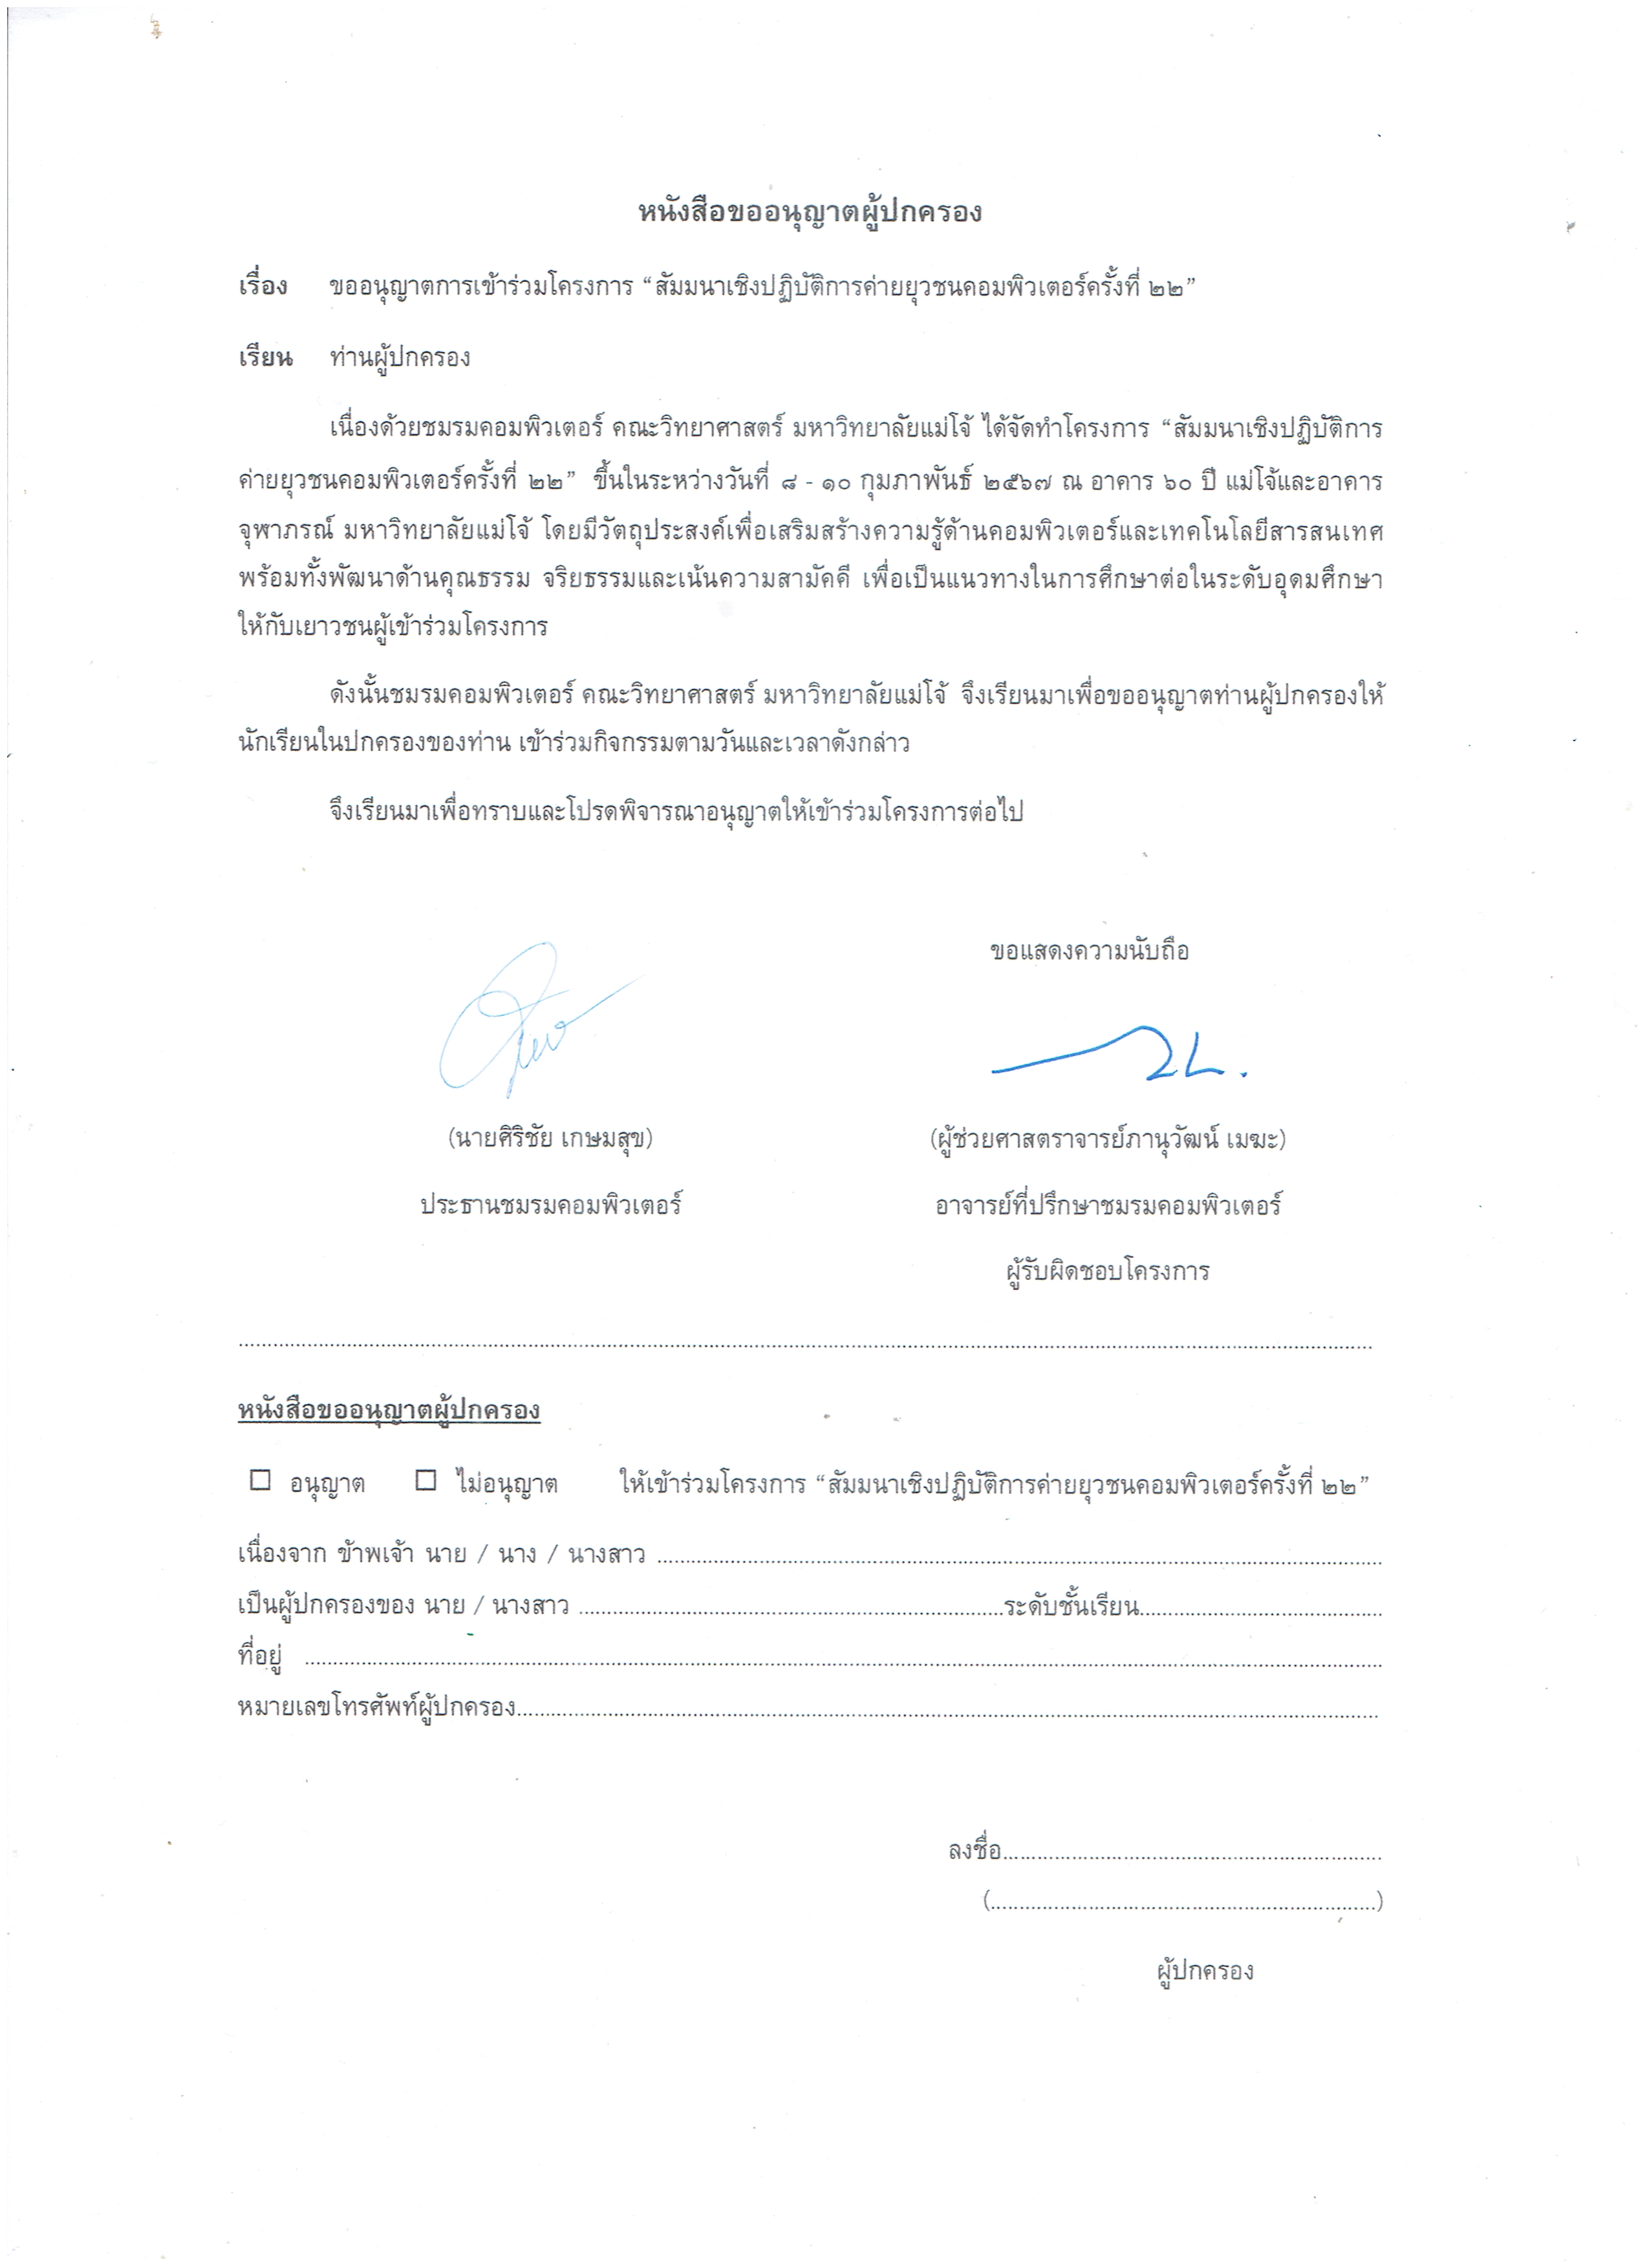 หนังสือขออนุญาตผู้ปกครอง
เรื่อง ขออนุญาตการเข้าร่วมโครงการ “สัมมนาเชิงปฏิบัติการค่ายยุวชนคอมพิวเตอร์ครั้งที่ ๒๒”
เรียน ท่านผู้ปกครอง
เนื่องด้วยชมรมคอมพิวเตอร์ คณะวิทยาศาสตร์ มหาวิทยาลัยแม่โจ้ ได้จัดทำโครงการ “สัมมนาเชิงปฏิบัติการ
ค่ายยุวชนคอมพิวเตอร์ครั้งที่ ๒๒” ขึ้นในระหว่างวันที่ ๘ - ๑๐ กุมภาพันธ์ ๒๕๖๗ ณ อาคาร ๖๐ ปี แม่โจ้และอาคาร
จุฬาภรณ์ มหาวิทยาลัยแม่โจ้ โดยมีวัตถุประสงค์เพื่อเสริมสร้างความรู้ด้านคอมพิวเตอร์และเทคโนโลยีสารสนเทศ
พร้อมทั้งพัฒนาด้านคุณธรรม จริยธรรมและเน้นความสามัคคี เพื่อเป็นแนวทางในการศึกษาต่อในระดับอุดมศึกษา
ให้กับเยาวชนผู้เข้าร่วมโครงการ
ดังนั้นชมรมคอมพิวเตอร์ คณะวิทยาศาสตร์ มหาวิทยาลัยแม่โจ้ จึงเรียนมาเพื่อขออนุญาตท่านผู้ปกครองให้
นักเรียนในปกครองของท่าน เข้าร่วมกิจกรรมตามวันและเวลาดังกล่าว
จึงเรียนมาเพื่อทราบและโปรดพิจารณาอนุญาตให้เข้าร่วมโครงการต่อไป
ขอแสดงความนับถือ
(นายศิริชัย เกษมสุข) (ผู้ช่วยศาสตราจารย์ภานุวัฒน์ เมฆะ)
ประธานชมรมคอมพิวเตอร์ อาจารย์ที่ปรึกษาชมรมคอมพิวเตอร์
ผู้รับผิดชอบโครงการ
หนังสือขออนุญาตผู้ปกครอง
☐ อนุญาต ☐ ไม่อนุญาต ให้เข้าร่วมโครงการ “สัมมนาเชิงปฏิบัติการค่ายยุวชนคอมพิวเตอร์ครั้งที่ ๒๒”
เนื่องจาก ข้าพเจ้า นาย / นาง / นางสาว ........................................
เป็นผู้ปกครองของ นาย / นางสาว ........................................ระดับชั้นเรียน........................................
ที่อยู่ ........................................
หมายเลขโทรศัพท์ผู้ปกครอง........................................
ลงชื่อ........................................
(........................................)
ผู้ปกครอง